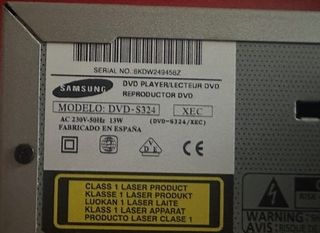 SERIAL NO. 6KDW249456Z
SAMSUNG
DVD PLAYER/LECTEUR DVD
REPRODUCTOR DVD
MODELO: DVD-S324 XEC
AC 230V-50Hz 13W (DVD-S324/XEC)
FABRICADO EN ESPAÑA
CLASS 1 LASER PRODUCT
KLASSE 1 LASER PRODUKT
LUOKAN 1 LASER LAITE
KLASS 1 LASER APPARAT
PRODUCTO LASER CLASE 1
WARNING
AVIS